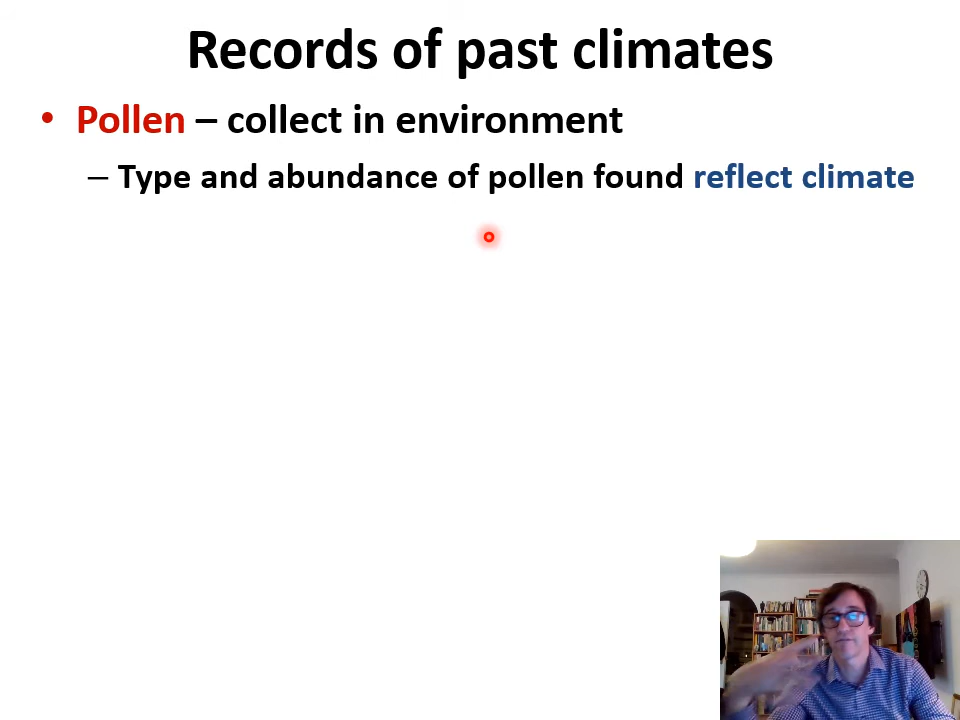 Records of past climates
• Pollen – collect in environment
– Type and abundance of pollen found reflect climate